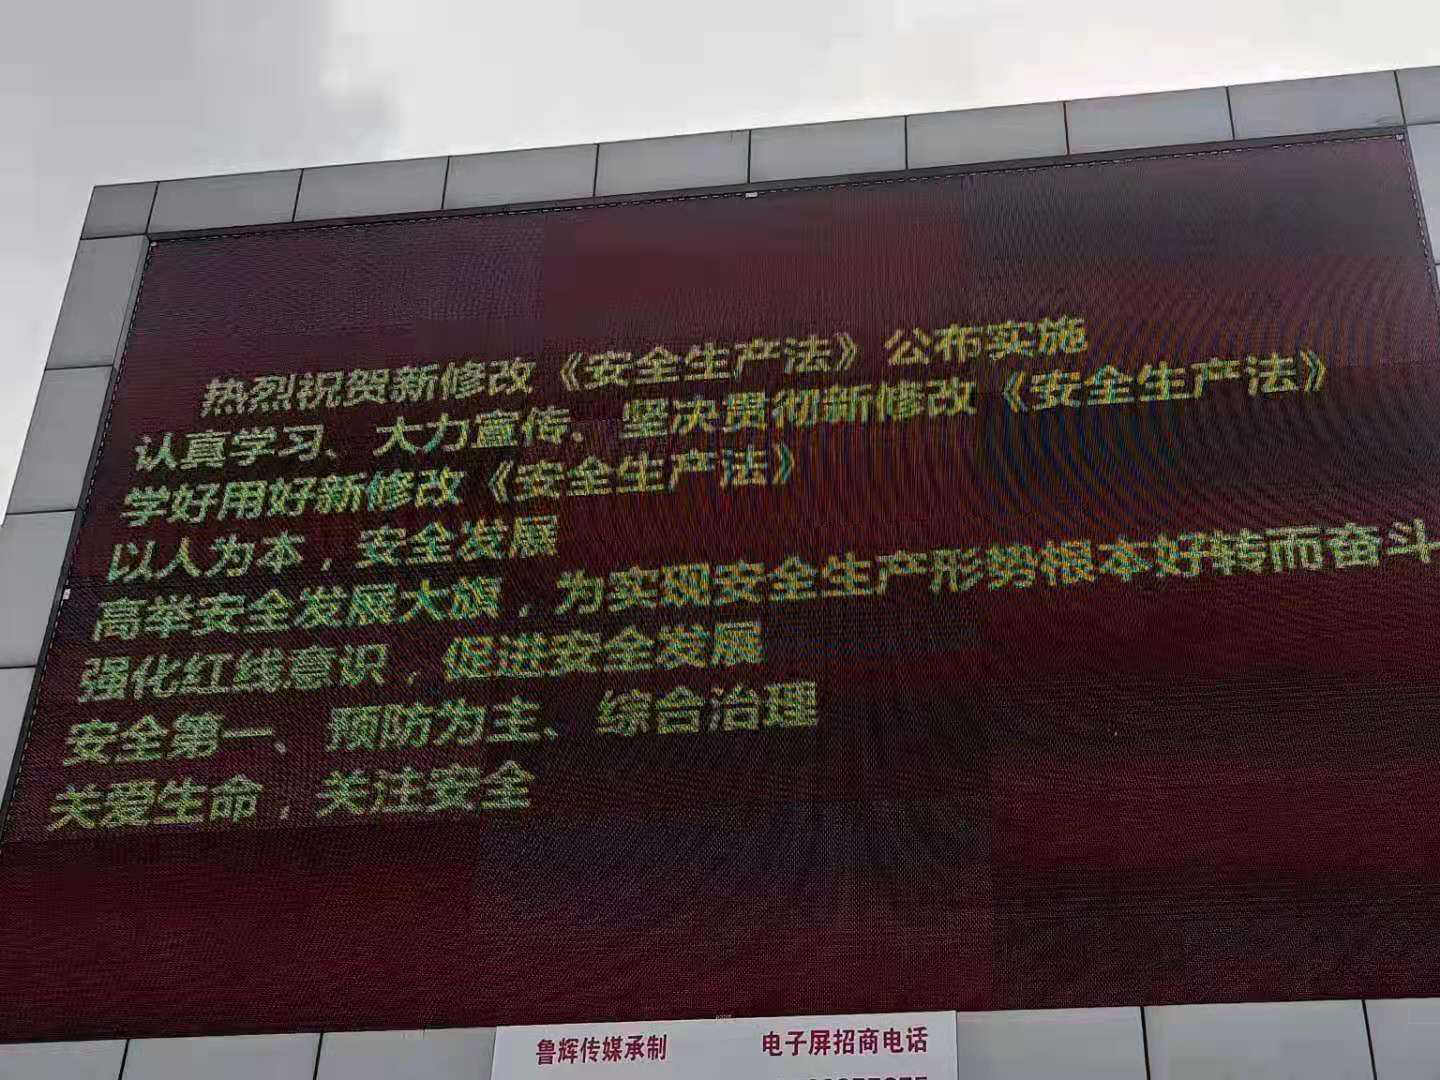 热烈祝贺新修改《安全生产法》公布实施
认真学习、大力宣传、坚决贯彻新修改《安全生产法》
学好用好新修改《安全生产法》
以人为本，安全发展
高举安全发展大旗，为实现安全生产形势根本好转而奋斗
强化红线意识，促进安全发展
安全第一、预防为主、综合治理
关爱生命，关注安全
鲁辉传媒承制 电子屏招商电话